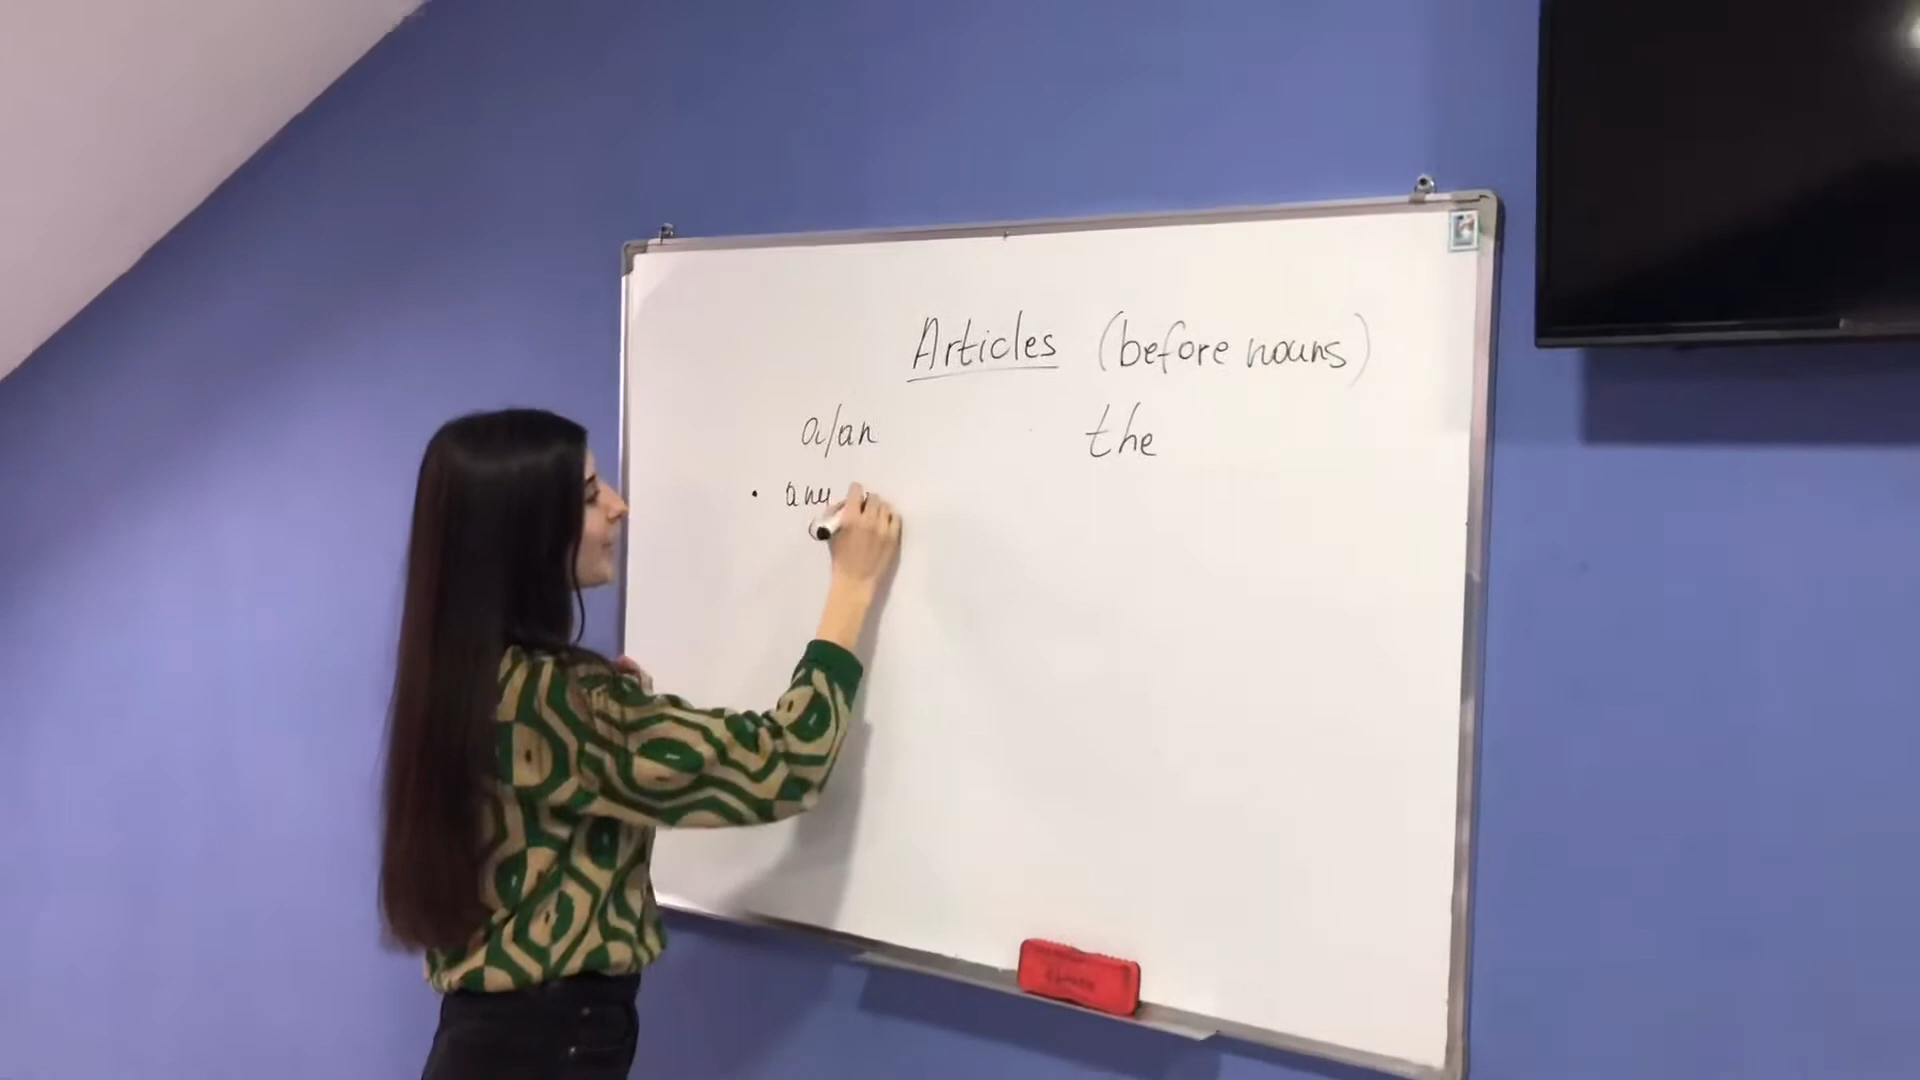 Articles (before nouns)
a/an the
• any